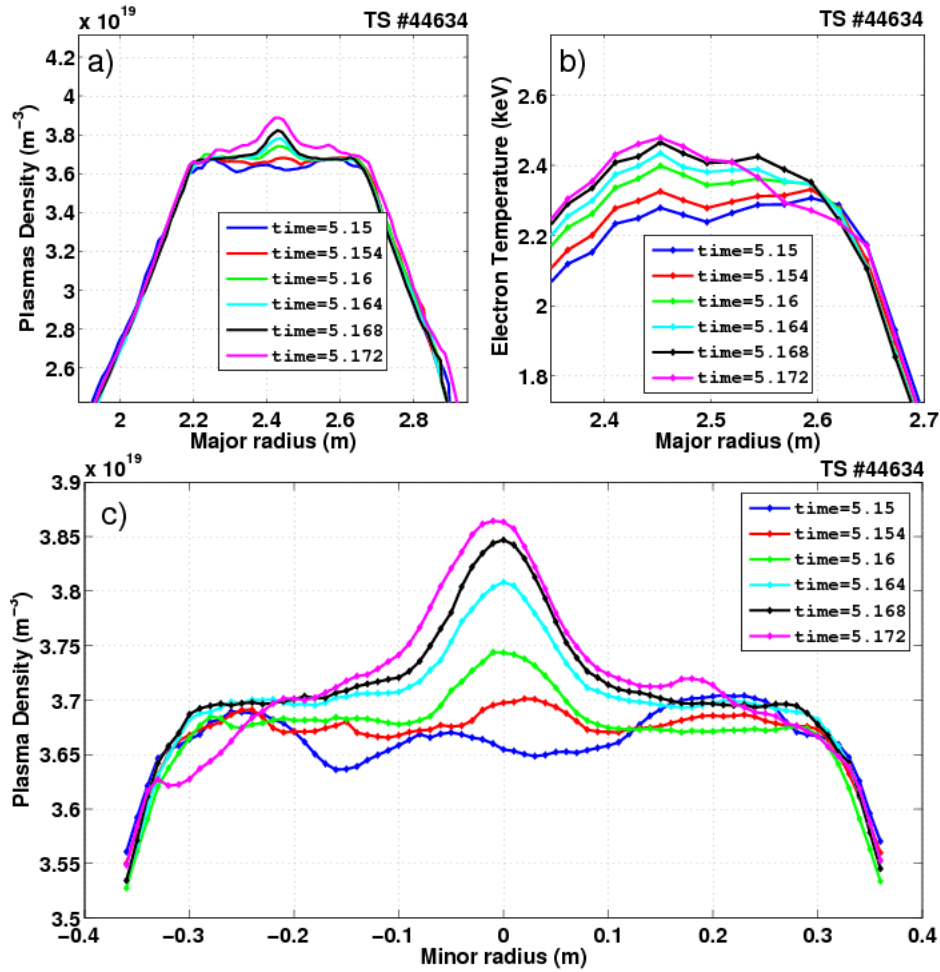 x 10¹⁹ TS #44634
a)
4.2
4
3.8
3.6
3.4
3.2
3
2.8
2.6
Plasma Density (m⁻³)
time=5.15
time=5.154
time=5.16
time=5.164
time=5.168
time=5.172
2 2.2 2.4 2.6 2.8
Major radius (m)
TS #44634
b)
2.6
2.4
2.2
2
1.8
Electron Temperature (keV)
time=5.15
time=5.154
time=5.16
time=5.164
time=5.168
time=5.172
2.4 2.5 2.6 2.7
Major radius (m)
x 10¹⁹ TS #44634
c)
3.9
3.85
3.8
3.75
3.7
3.65
3.6
3.55
3.5
Plasma Density (m⁻³)
time=5.15
time=5.154
time=5.16
time=5.164
time=5.168
time=5.172
−0.4 −0.3 −0.2 −0.1 0 0.1 0.2 0.3 0.4
Minor radius (m)